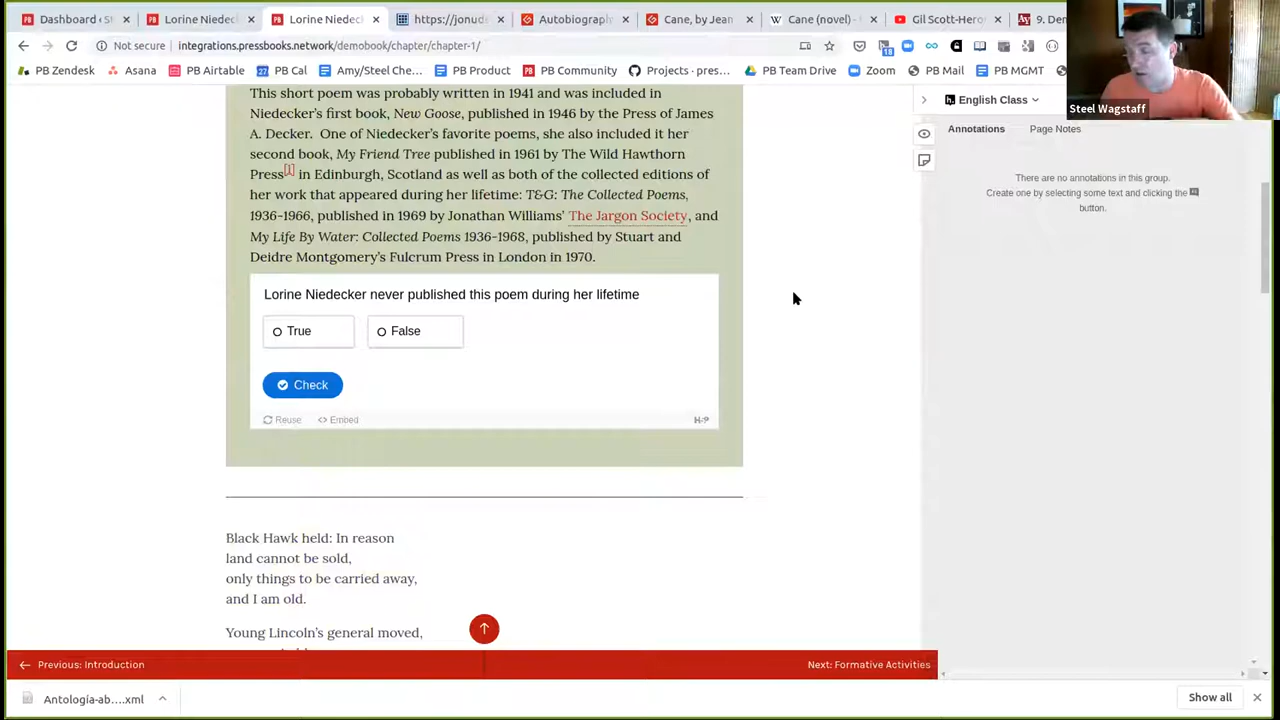 Dashboard ‹ St
Lorine Niedeck
Lorine Niedeck
https://jonude
Autobiography
Cane, by Jean
Cane (novel) -
Gil Scott-Hero
9. De
Not secure
integrations.pressbooks.network/demobook/chapter/chapter-1/
18
PB Zendesk
Asana
PB Airtable
27 PB Cal
Amy/Steel Che…
PB Product
PB Community
Projects · pres…
PB Team Drive
Zoom
PB Mail
PB MGMT
Steel Wagstaff
This short poem was probably written in 1941 and was included in
Niedecker's first book, New Goose, published in 1946 by the Press of James
A. Decker. One of Niedecker's favorite poems, she also included it her
second book, My Friend Tree published in 1961 by The Wild Hawthorn
Press[1] in Edinburgh, Scotland as well as both of the collected editions of
her work that appeared during her lifetime: T&G: The Collected Poems,
1936-1966, published in 1969 by Jonathan Williams' The Jargon Society, and
My Life By Water: Collected Poems 1936-1968, published by Stuart and
Deidre Montgomery's Fulcrum Press in London in 1970.
Lorine Niedecker never published this poem during her lifetime
True
False
Check
Reuse
<> Embed
H5P
Black Hawk held: In reason
land cannot be sold,
only things to be carried away,
and I am old.
Young Lincoln's general moved,
English Class
Annotations
Page Notes
There are no annotations in this group.
Create one by selecting some text and clicking the
button.
Previous: Introduction
Next: Formative Activities
Antología-ab….xml
Show all